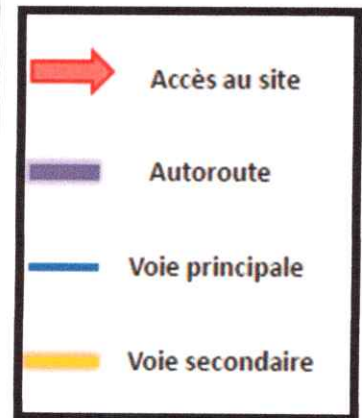 Accès au site
Autoroute
Voie principale
Voie secondaire